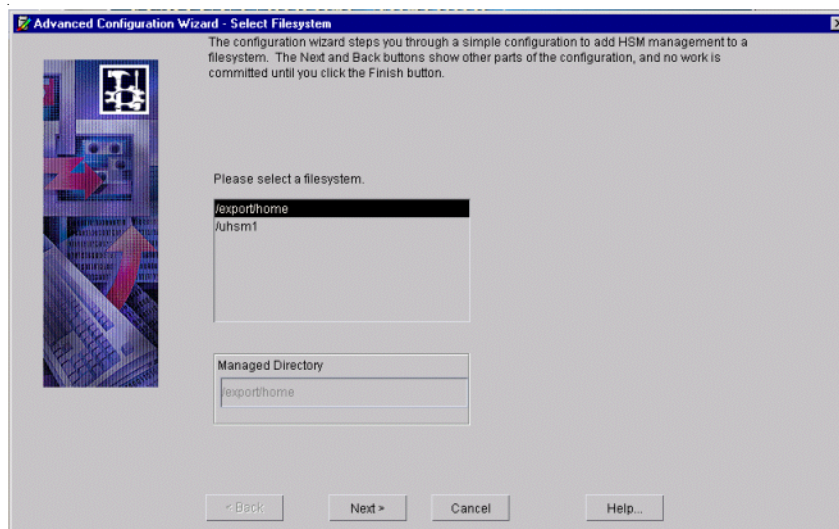 Advanced Configuration Wizard - Select Filesystem
The configuration wizard steps you through a simple configuration to add HSM management to a
filesystem. The Next and Back buttons show other parts of the configuration, and no work is
committed until you click the Finish button.
Please select a filesystem.
/export/home
/uhsm1
Managed Directory
/export/home
< Back
Next >
Cancel
Help...